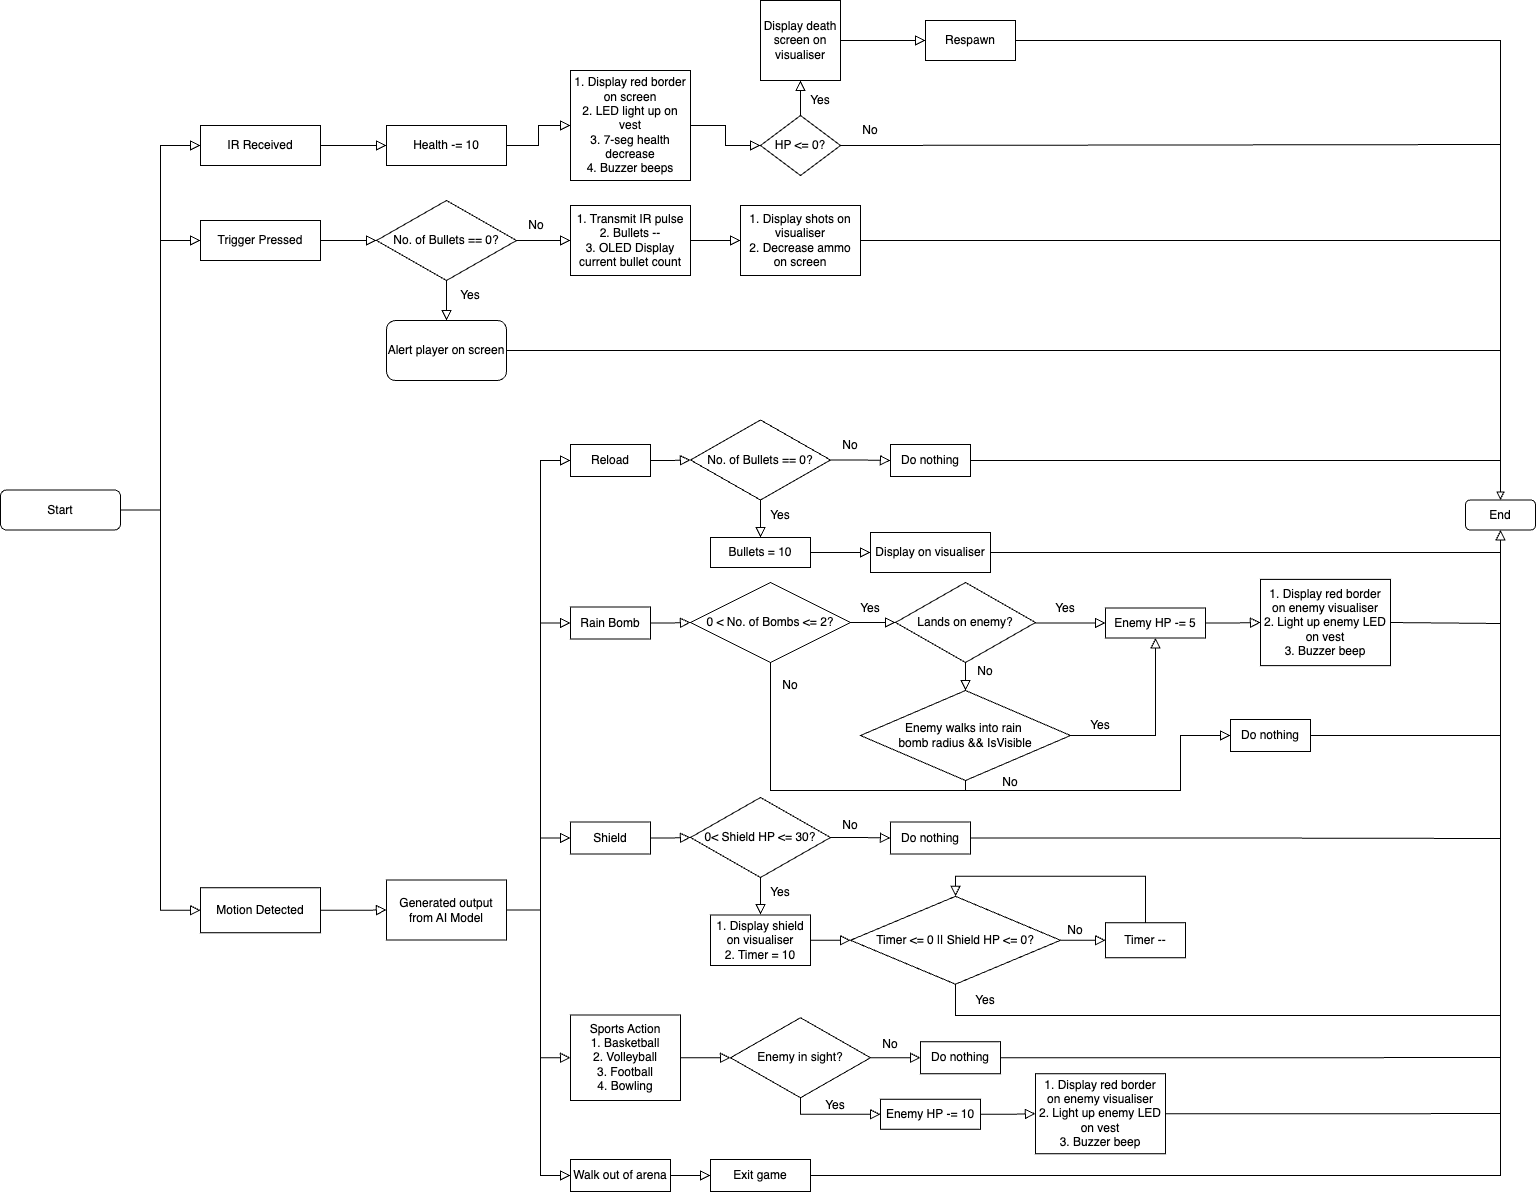 Display death
screen on
visualiser
Respawn
Yes
1. Display red border
on screen
2. LED light up on
vest
3. 7-seg health
decrease
4. Buzzer beeps
No
IR Received
Health -= 10
HP <= 0?
Trigger Pressed
No. of Bullets == 0?
No
1. Transmit IR pulse
2. Bullets --
3. OLED Display
current bullet count
1. Display shots on
visualiser
2. Decrease ammo
on screen
Yes
Alert player on screen
Reload
No. of Bullets == 0?
No
Do nothing
Yes
Start
End
Bullets = 10
Display on visualiser
Rain Bomb
0 < No. of Bombs <= 2?
Yes
Lands on enemy?
Yes
Enemy HP -= 5
1. Display red border
on enemy visualiser
2. Light up enemy LED
on vest
3. Buzzer beep
No
No
Enemy walks into rain
bomb radius && IsVisible
Yes
Do nothing
No
Shield
0< Shield HP <= 30?
No
Do nothing
Yes
Motion Detected
Generated output
from AI Model
1. Display shield
on visualiser
2. Timer = 10
Timer <= 0 || Shield HP <= 0?
No
Timer --
Yes
Sports Action
1. Basketball
2. Volleyball
3. Football
4. Bowling
Enemy in sight?
No
Do nothing
Yes
Enemy HP -= 10
1. Display red border
on enemy visualiser
2. Light up enemy LED
on vest
3. Buzzer beep
Walk out of arena
Exit game